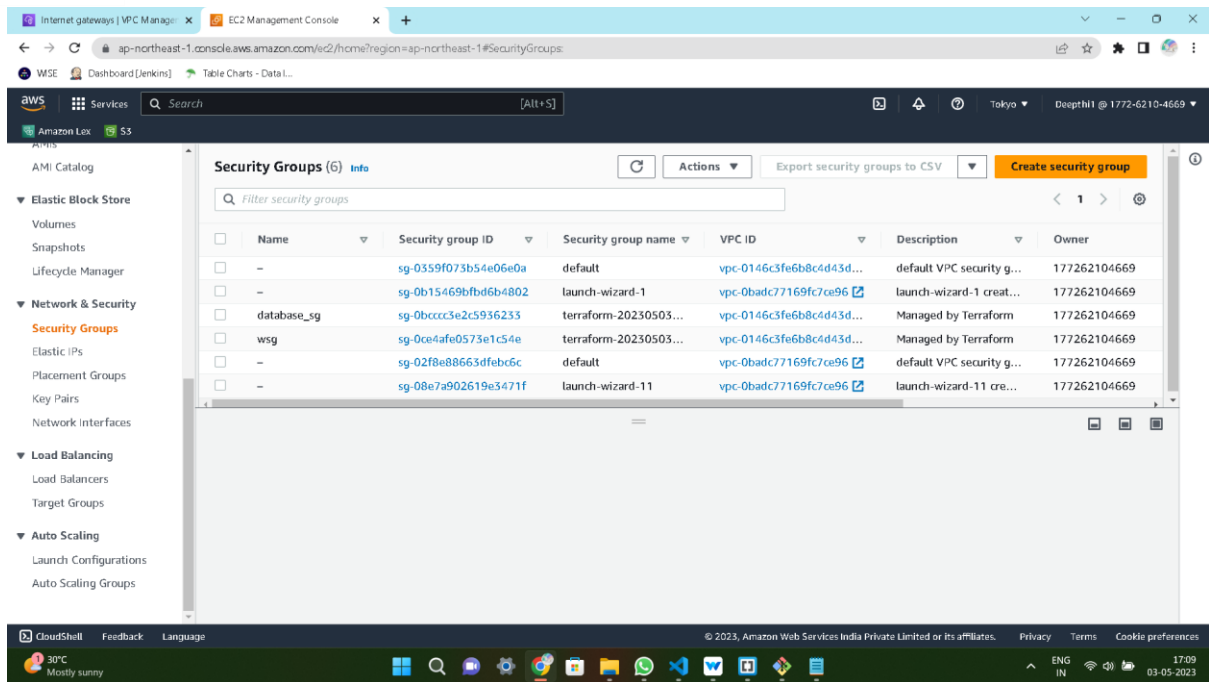 Internet gateways | VPC Manage
EC2 Management Console
ap-northeast-1.console.aws.amazon.com/ec2/home?region=ap-northeast-1#SecurityGroups:
WISE Dashboard [Jenkins] Table Charts - Data l...
aws Services Search [Alt+S] Tokyo ▼ Deepthi1 @ 1772-6210-4669 ▼
Amazon Lex S3
AMIs
AMI Catalog
▼ Elastic Block Store
Volumes
Snapshots
Lifecycle Manager
▼ Network & Security
Security Groups
Elastic IPs
Placement Groups
Key Pairs
Network Interfaces
▼ Load Balancing
Load Balancers
Target Groups
▼ Auto Scaling
Launch Configurations
Auto Scaling Groups
Security Groups (6) Info
Actions ▼ Export security groups to CSV ▼ Create security group
Filter security groups
< 1 >
Name Security group ID Security group name VPC ID Description Owner
– sg-0359f073b54e06e0a default vpc-0146c3fe6b8c4d43d... default VPC security g... 177262104669
– sg-0b15469bfbd6b4802 launch-wizard-1 vpc-0badc77169fc7ce96 launch-wizard-1 creat... 177262104669
database_sg sg-0bcccc3e2c5936233 terraform-20230503... vpc-0146c3fe6b8c4d43d... Managed by Terraform 177262104669
wsg sg-0ce4afe0573e1c54e terraform-20230503... vpc-0146c3fe6b8c4d43d... Managed by Terraform 177262104669
– sg-02f8e88663dfebc6c default vpc-0badc77169fc7ce96 default VPC security g... 177262104669
– sg-08e7a902619e3471f launch-wizard-11 vpc-0badc77169fc7ce96 launch-wizard-11 cre... 177262104669
CloudShell Feedback Language © 2023, Amazon Web Services India Private Limited or its affiliates. Privacy Terms Cookie preferences
1
30°C
Mostly sunny
ENG
IN
17:09
03-05-2023